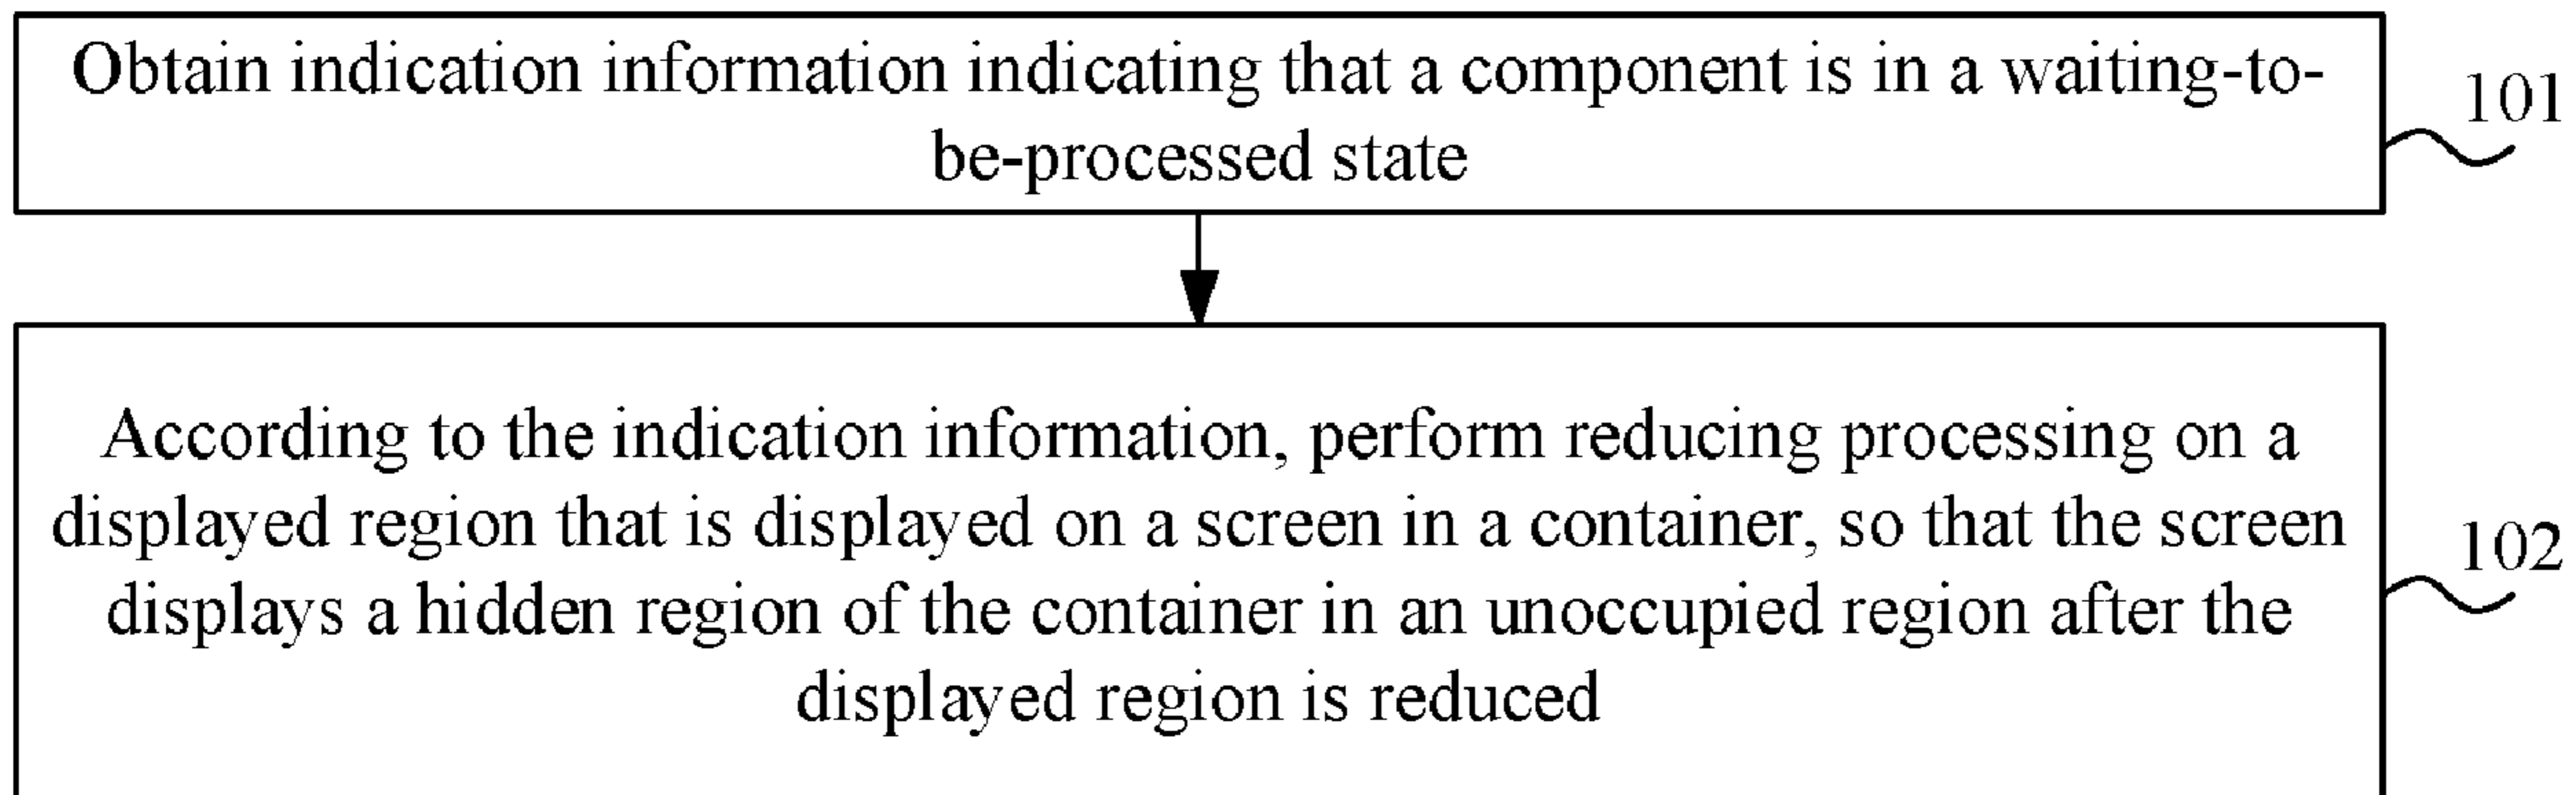 Obtain indication information indicating that a component is in a waiting-to-
be-processed state
101
According to the indication information, perform reducing processing on a
displayed region that is displayed on a screen in a container, so that the screen
displays a hidden region of the container in an unoccupied region after the
displayed region is reduced
102